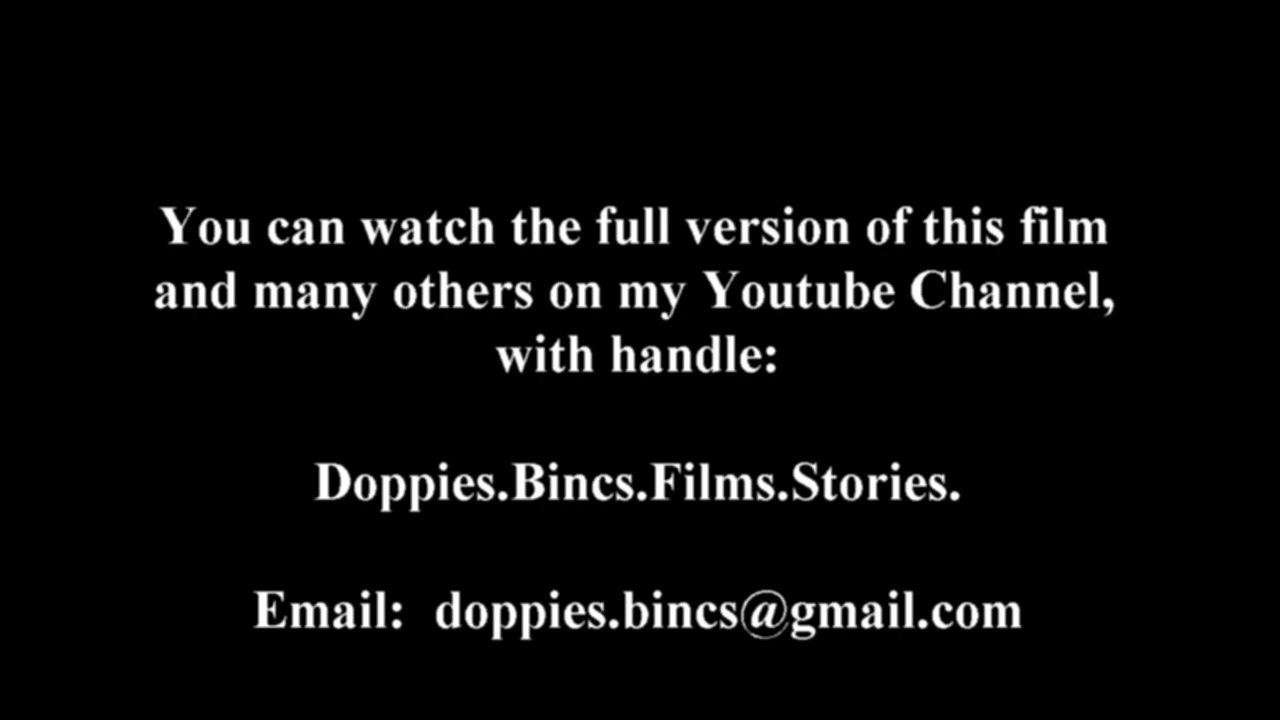 You can watch the full version of this film
and many others on my Youtube Channel,
with handle:
Doppies.Bincs.Films.Stories.
Email: doppies.bincs@gmail.com